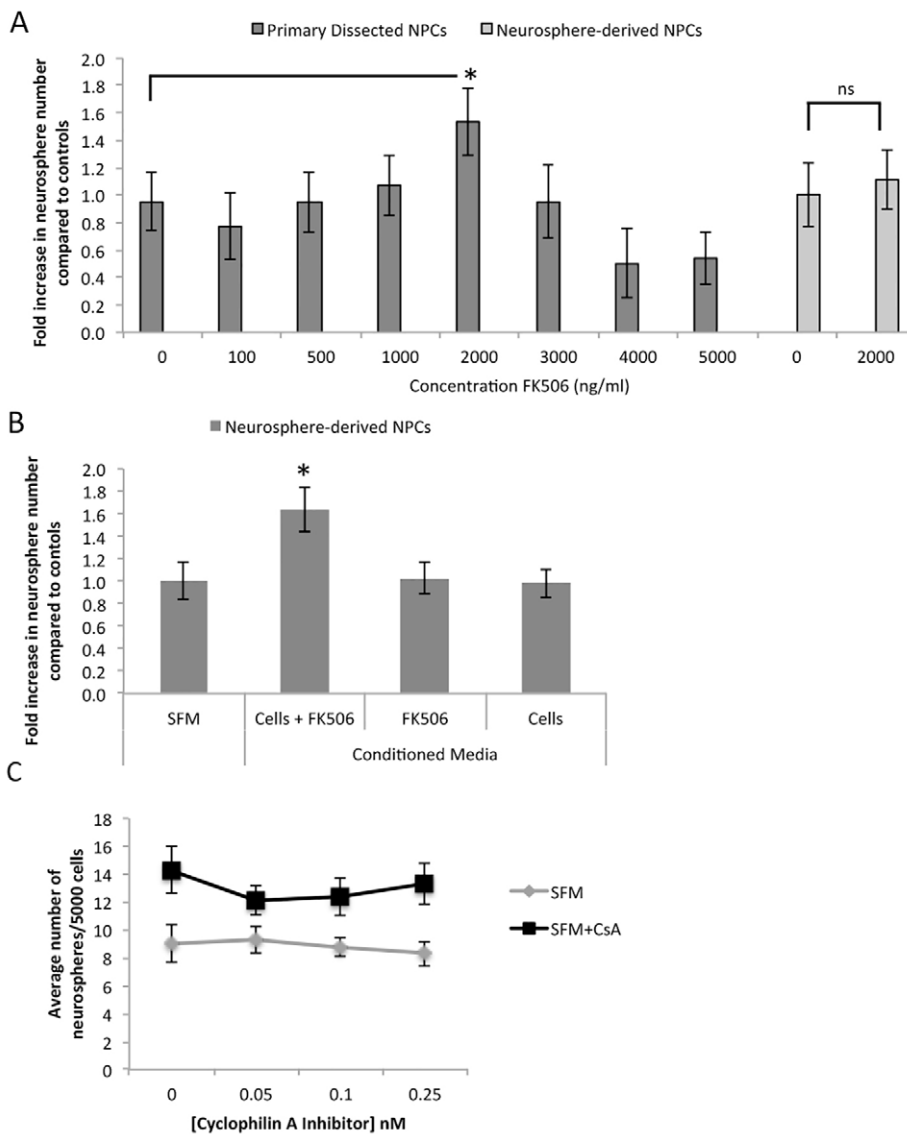 A
Primary Dissected NPCs Neurosphere-derived NPCs
Fold increase in neurosphere number
compared to controls
2.0
1.8
1.6
1.4
1.2
1.0
0.8
0.6
0.4
0.2
0.0
*
ns
0 100 500 1000 2000 3000 4000 5000 0 2000
Concentration FK506 (ng/ml)
B
Neurosphere-derived NPCs
Fold increase in neurosphere number
compared to contols
2.0
1.8
1.6
1.4
1.2
1.0
0.8
0.6
0.4
0.2
0.0
*
SFM Cells + FK506 FK506 Cells
Conditioned Media
C
Average number of
neurospheres/5000 cells
18
16
14
12
10
8
6
4
2
0
SFM
SFM+CsA
0 0.05 0.1 0.25
[Cyclophilin A Inhibitor] nM